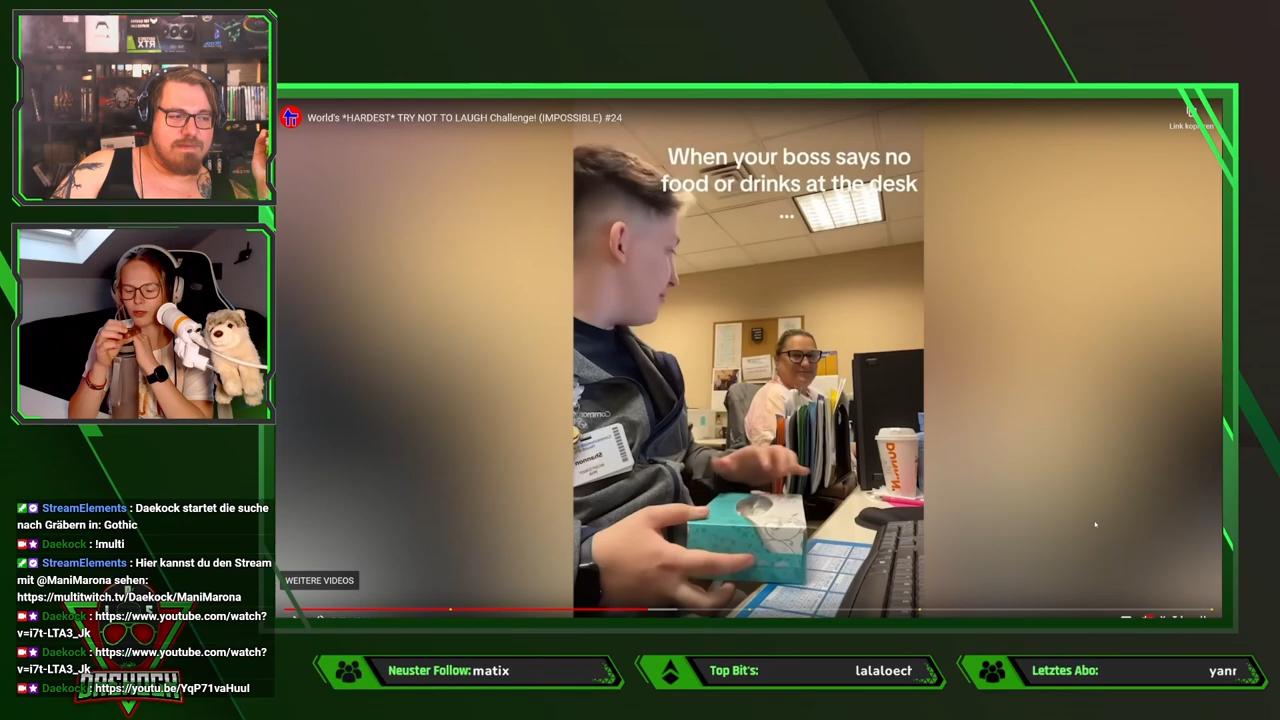 World's *HARDEST* TRY NOT TO LAUGH Challenge! (IMPOSSIBLE) #24
When your boss says no
food or drinks at the desk
...
WEITERE VIDEOS
StreamElements : Daekock startet die suche
nach Gräbern in: Gothic
Daekock : !multi
StreamElements : Hier kannst du den Stream
mit @ManiMarona sehen:
https://multitwitch.tv/Daekock/ManiMarona
Daekock : https://www.youtube.com/watch?
v=i7t-LTA3_Jk
Daekock : https://www.youtube.com/watch?
v=i7t-LTA3_Jk
Daekock : https://youtu.be/YqP71vaHuuI
Neuster Follow: matix
Top Bit's:
Letztes Abo: